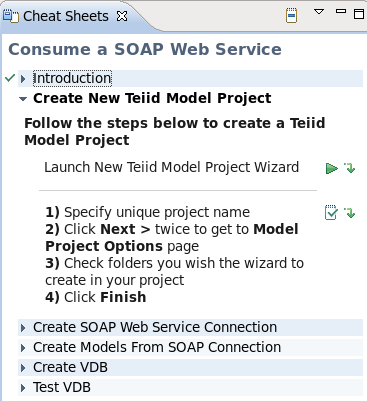 Cheat Sheets
Consume a SOAP Web Service
Introduction
Create New Teiid Model Project
Follow the steps below to create a Teiid
Model Project
Launch New Teiid Model Project Wizard
1) Specify unique project name
2) Click Next > twice to get to Model
Project Options page
3) Check folders you wish the wizard to
create in your project
4) Click Finish
Create SOAP Web Service Connection
Create Models From SOAP Connection
Create VDB
Test VDB